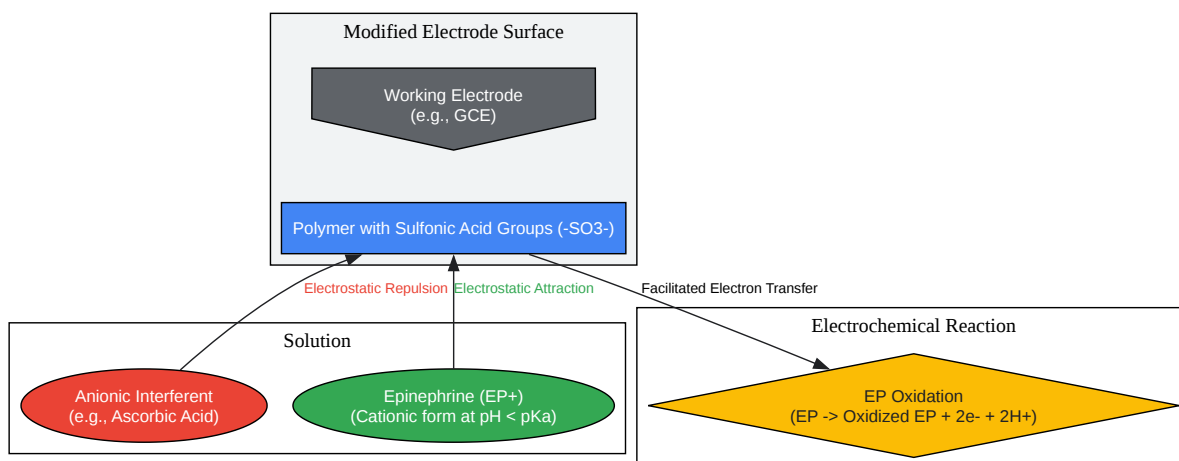 Modified Electrode Surface
Working Electrode
(e.g., GCE)
Polymer with Sulfonic Acid Groups (-SO3-)
Electrostatic Repulsion
Electrostatic Attraction
Facilitated Electron Transfer
Solution
Anionic Interferent
(e.g., Ascorbic Acid)
Epinephrine (EP+)
(Cationic form at pH < pKa)
Electrochemical Reaction
EP Oxidation
(EP -> Oxidized EP + 2e- + 2H+)